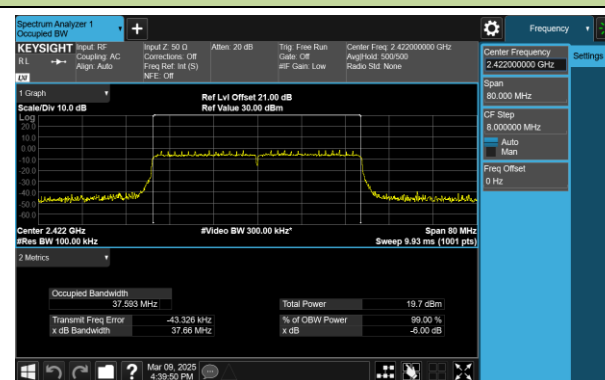 Spectrum Analyzer 1
Occupied BW
Frequency
KEYSIGHT
RL
Input: RF
Coupling: AC
Align: Auto
Input Z: 50 Ω
Corrections: Off
Freq Ref: Int (S)
NFE: Off
Atten: 20 dB
Trig: Free Run
Gate: Off
#IF Gain: Low
Center Freq: 2.422000000 GHz
Avg|Hold: 500/500
Radio Std: None
Center Frequency
2.422000000 GHz
Settings
Span
80.000 MHz
CF Step
8.000000 MHz
Auto
Man
Freq Offset
0 Hz
1 Graph
Scale/Div 10.0 dB
Ref Lvl Offset 21.00 dB
Ref Value 30.00 dBm
Log
20.0
10.0
0.00
-10.0
-20.0
-30.0
-40.0
-50.0
-60.0
Center 2.422 GHz
#Video BW 300.00 kHz*
Span 80 MHz
#Res BW 100.00 kHz
Sweep 9.93 ms (1001 pts)
2 Metrics
Occupied Bandwidth
37.593 MHz
Total Power
19.7 dBm
Transmit Freq Error
-43.326 kHz
% of OBW Power
99.00 %
x dB Bandwidth
37.66 MHz
x dB
-6.00 dB
?
Mar 09, 2025
4:39:50 PM